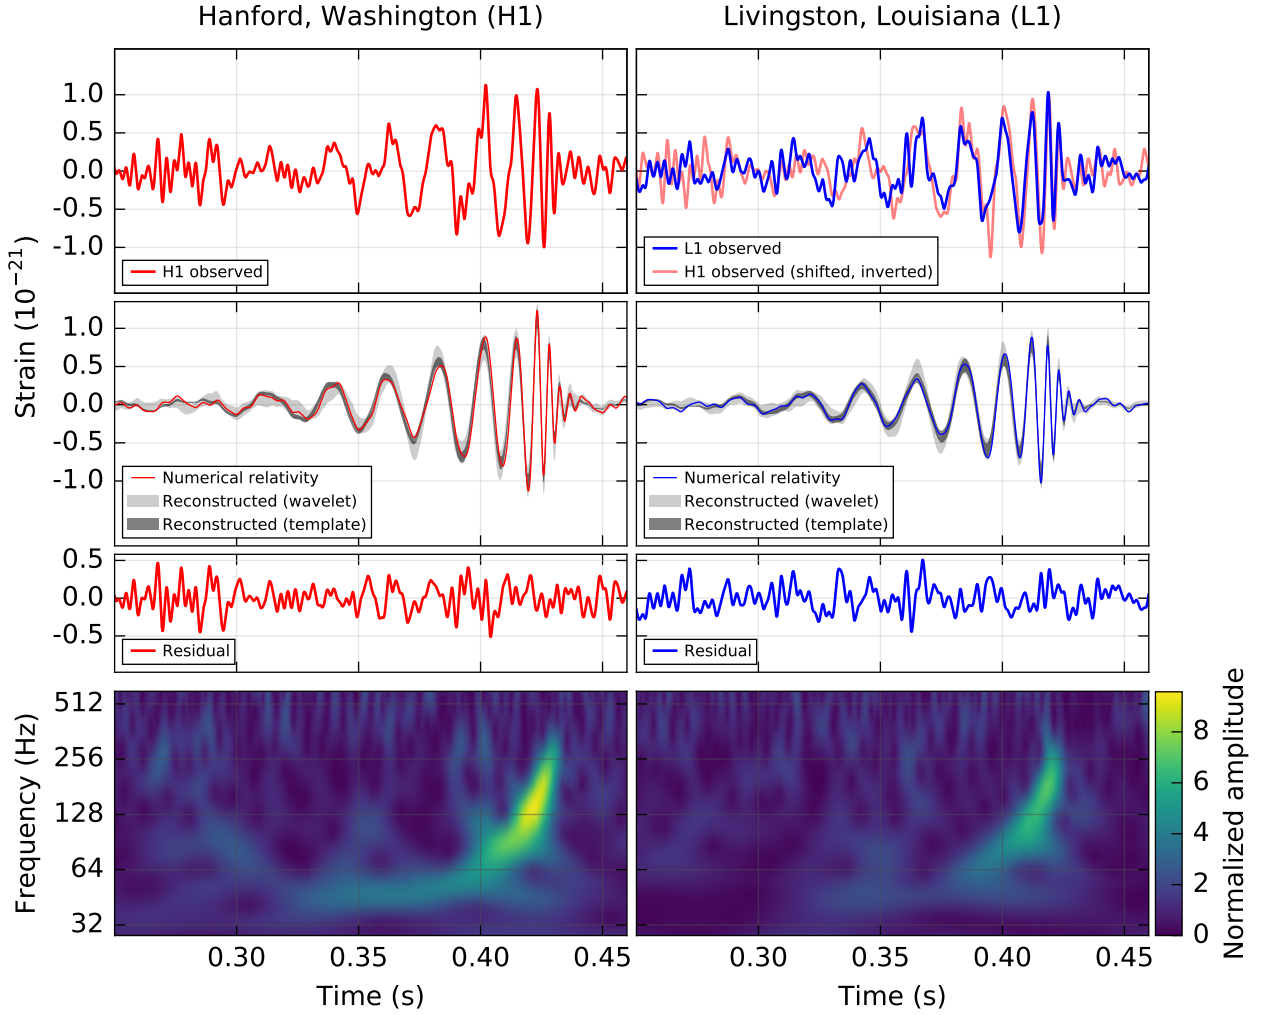 Hanford, Washington (H1)
Livingston, Louisiana (L1)
Strain (10⁻²¹)
1.0
0.5
0.0
-0.5
-1.0
H1 observed
L1 observed
H1 observed (shifted, inverted)
1.0
0.5
0.0
-0.5
-1.0
Numerical relativity
Reconstructed (wavelet)
Reconstructed (template)
Numerical relativity
Reconstructed (wavelet)
Reconstructed (template)
0.5
0.0
-0.5
Residual
Residual
Frequency (Hz)
512
256
128
64
32
0.30 0.35 0.40 0.45
Time (s)
0.30 0.35 0.40 0.45
Time (s)
8
6
4
2
0
Normalized amplitude